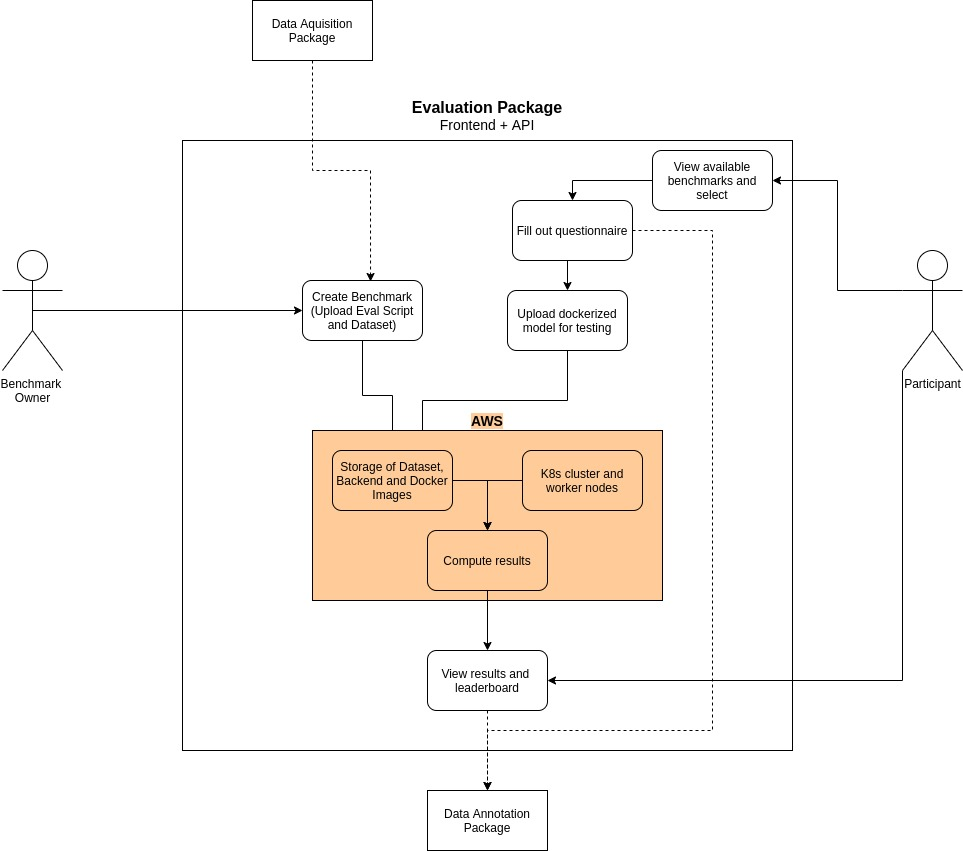 Data Aquisition
Package
Evaluation Package
Frontend + API
View available
benchmarks and
select
Fill out questionnaire
Create Benchmark
(Upload Eval Script
and Dataset)
Upload dockerized
model for testing
Benchmark
Owner
Participant
AWS
Storage of Dataset,
Backend and Docker
Images
K8s cluster and
worker nodes
Compute results
View results and
leaderboard
Data Annotation
Package